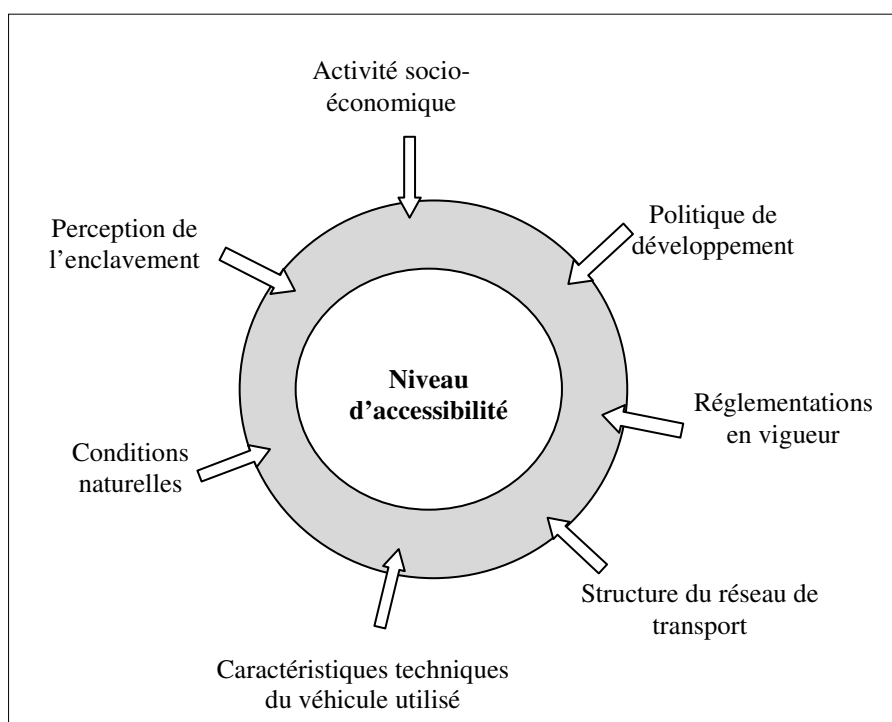 Activité socio-
économique
Politique de
développement
Perception de
l'enclavement
Niveau
d'accessibilité
Réglementations
en vigueur
Conditions
naturelles
Structure du réseau de
transport
Caractéristiques techniques
du véhicule utilisé